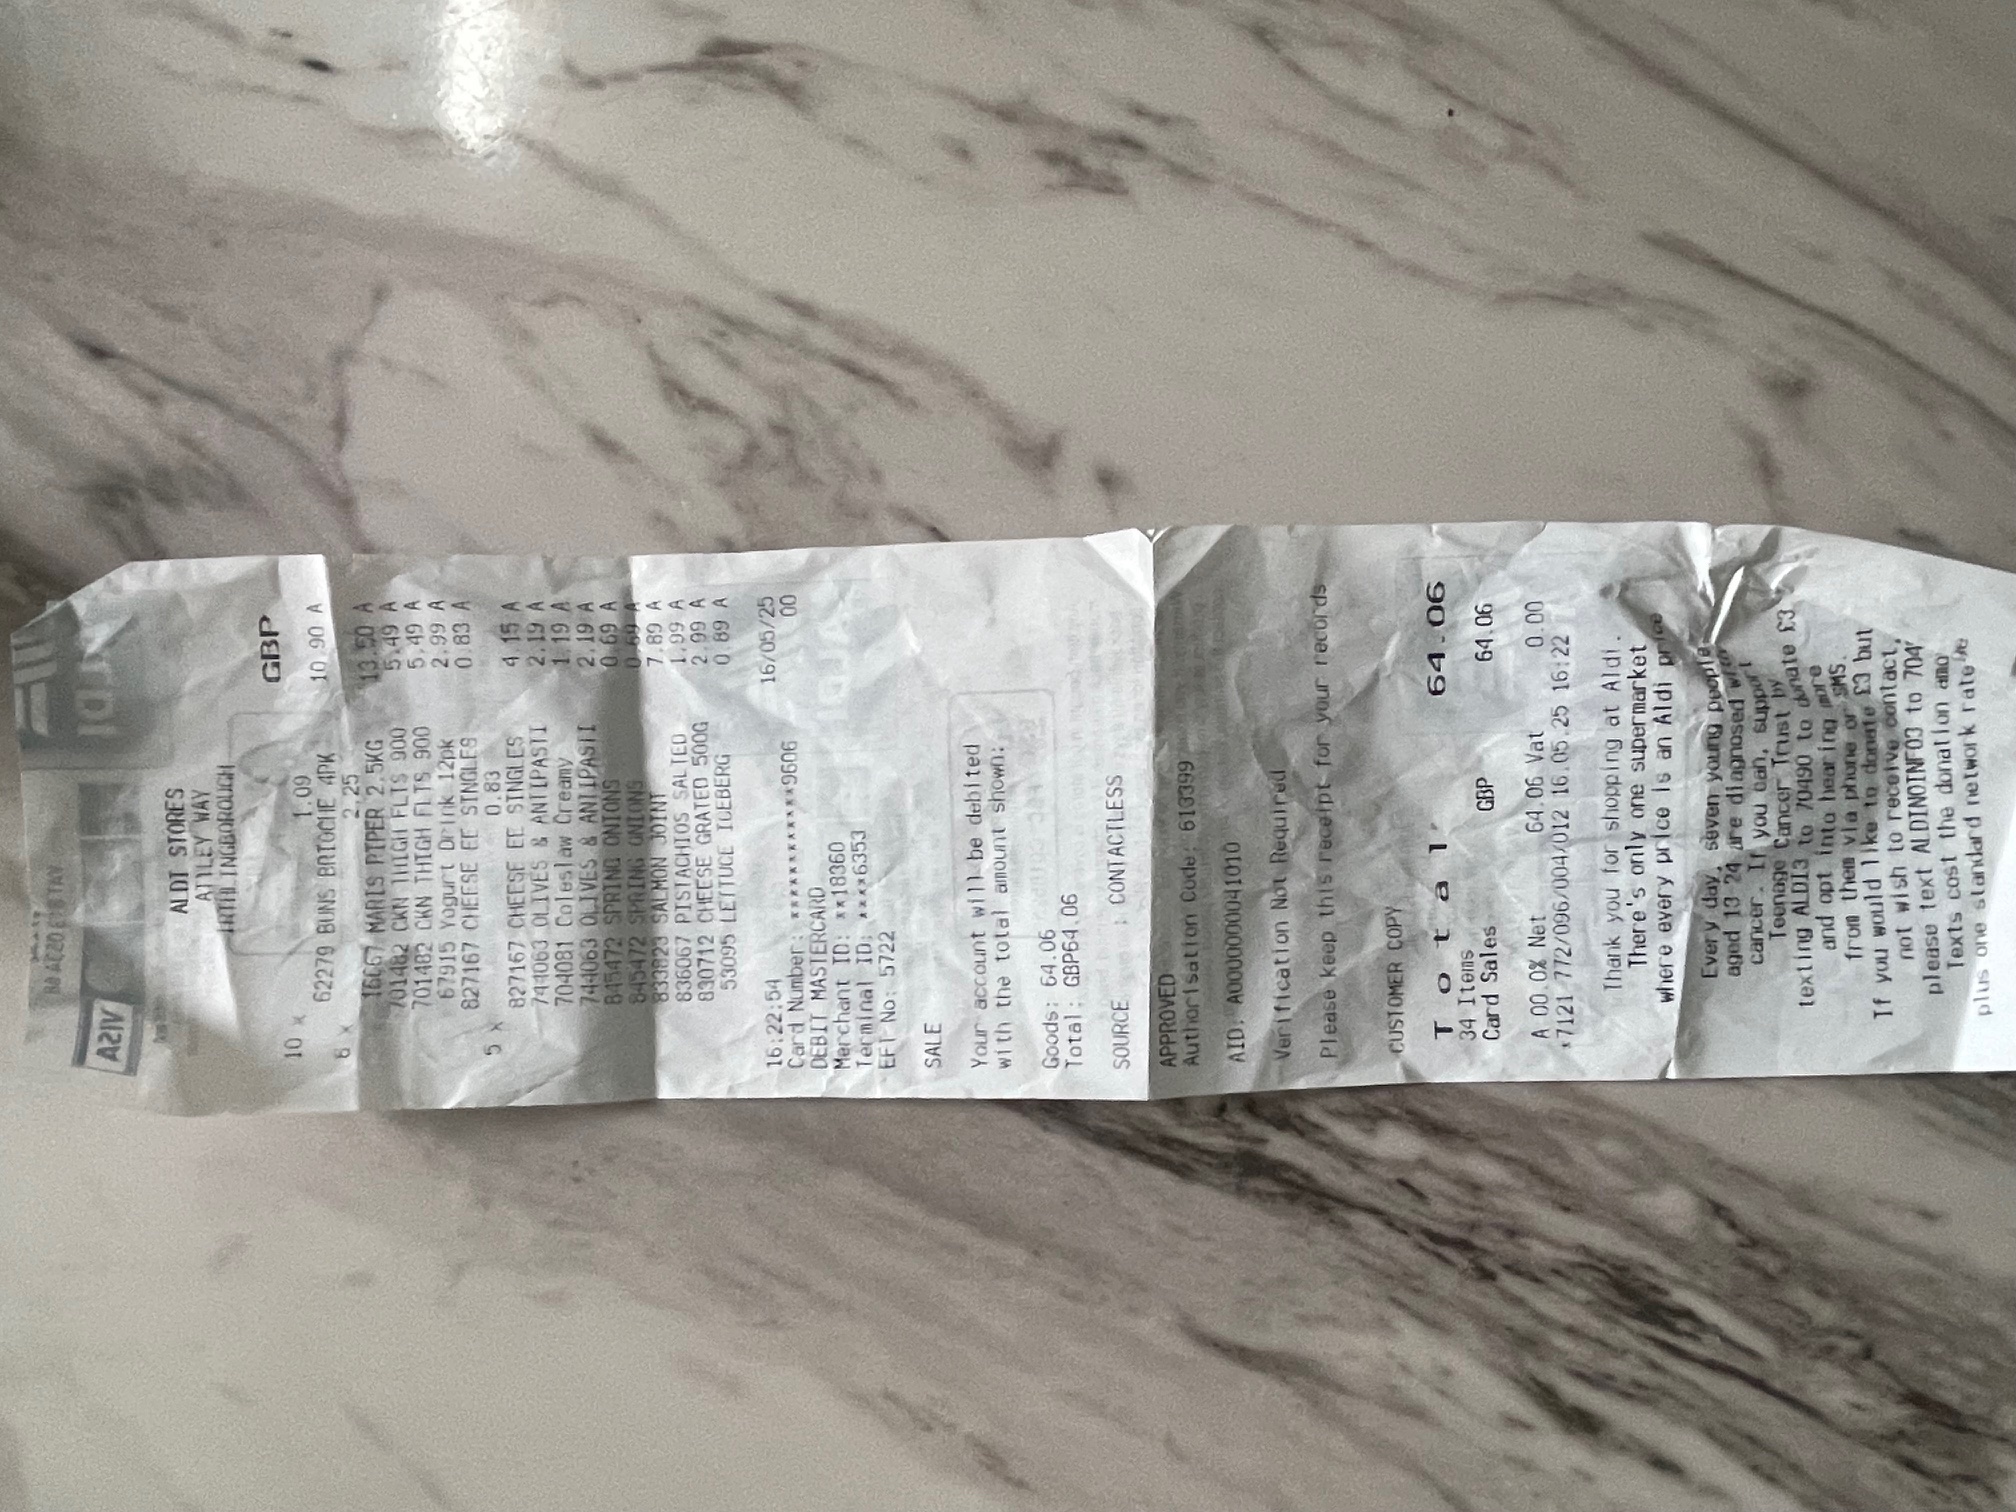 VISA
ALDI
ALDI STORES
ATTLEY WAY
IRTHLINGBOROUGH
GBP
10 x 1.09
62279 BUNS BRIOCHE 4PK 10.90 A
6 x 2.25
16667 MARIS PIPER 2.5KG 13.50 A
701482 CKN THIGH FLTS 900 5.49 A
701482 CKN THIGH FLTS 900 5.49 A
67915 Yogurt Drink 12pk 2.99 A
827167 CHEESE EE SINGLES 0.83 A
5 x 0.83
827167 CHEESE EE SINGLES 4.15 A
744063 OLIVES & ANTIPASTI 2.19 A
704081 Coleslaw Creamy 1.19 A
744063 OLIVES & ANTIPASTI 2.19 A
845472 SPRING ONIONS 0.69 A
845472 SPRING ONIONS 0.69 A
833823 SALMON JOINT 7.89 A
836067 PISTACHIOS SALTED 1.99 A
830712 CHEESE GRATED 500G 2.99 A
53095 LETTUCE ICEBERG 0.89 A
16:22:54 16/05/25
Card Number: ************9606 00
DEBIT MASTERCARD
Merchant ID: **18360
Terminal ID: ****6353
EFT No: 5722
SALE
Your account will be debited
with the total amount shown:
Goods: 64.06
Total: GBP64.06
SOURCE : CONTACTLESS
APPROVED
Authorisation Code: 613399
AID: A0000000041010
Verification Not Required
Please keep this receipt for your records
CUSTOMER COPY
Total 64.06
34 Items
Card Sales GBP 64.06
A 00.0% Net 64.06 Vat 0.00
*7121 772/096/004/012 16.05.25 16:22
Thank you for shopping at Aldi.
There's only one supermarket
where every price is an Aldi price
Every day, seven young people
aged 13-24 are diagnosed with
cancer. If you can, support
Teenage Cancer Trust by
texting ALDI3 to 70490 to donate £3
and opt into hearing more
from them via phone or SMS.
If you would like to donate £3 but
not wish to receive contact,
please text ALDINOINFO3 to 704
Texts cost the donation amo
plus one standard network rate